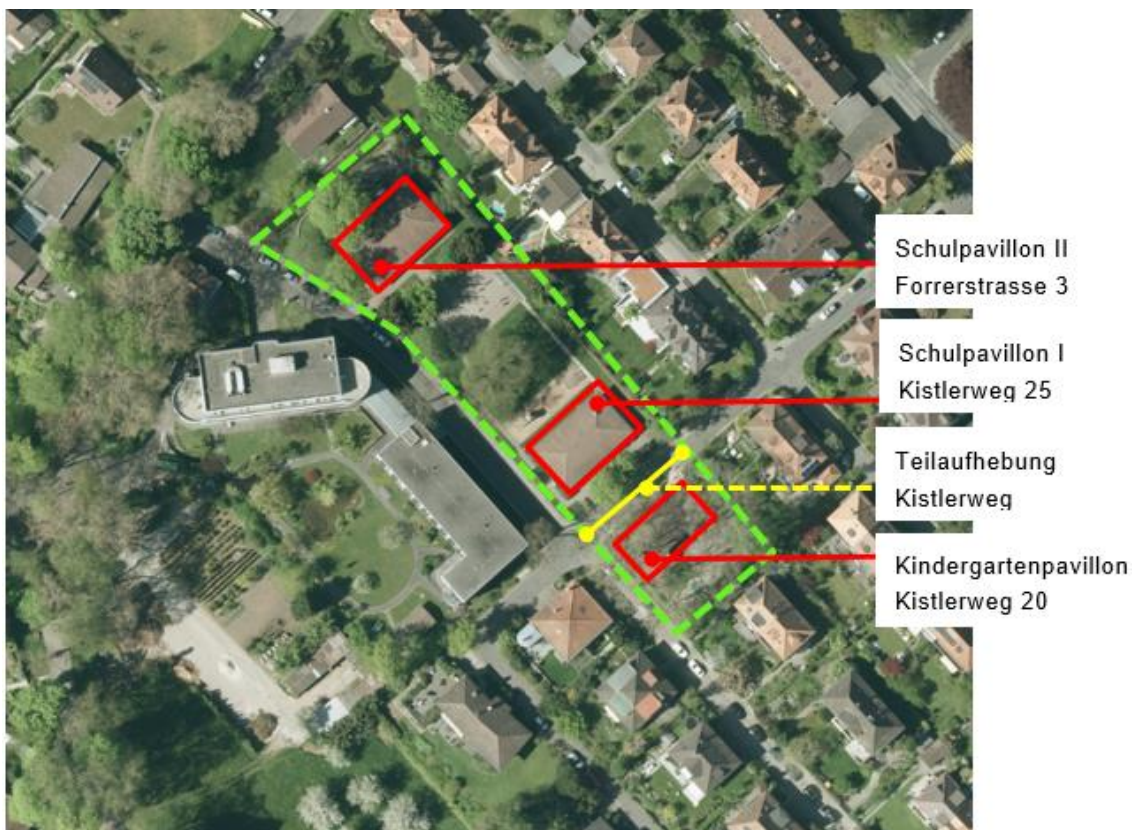 Schulpavillon II
Forrerstrasse 3
Schulpavillon I
Kistlerweg 25
Teilaufhebung
Kistlerweg
Kindergartenpavillon
Kistlerweg 20